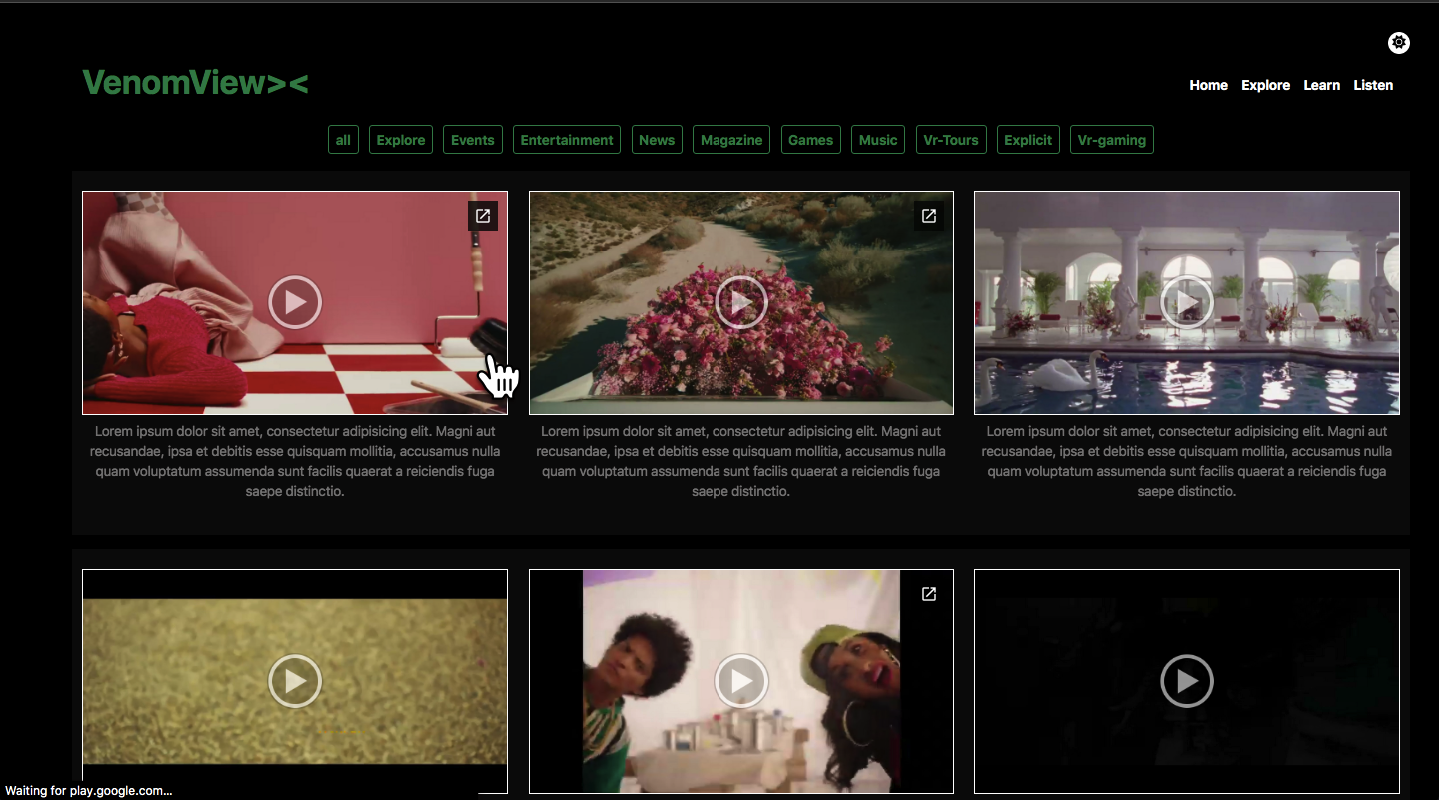 VenomView><
Home Explore Learn Listen
all Explore Events Entertainment News Magazine Games Music Vr-Tours Explicit Vr-gaming
Lorem ipsum dolor sit amet, consectetur adipisicing elit. Magni aut
recusandae, ipsa et debitis esse quisquam mollitia, accusamus nulla
quam voluptatum assumenda sunt facilis quaerat a reiciendis fuga
saepe distinctio.
Lorem ipsum dolor sit amet, consectetur adipisicing elit. Magni aut
recusandae, ipsa et debitis esse quisquam mollitia, accusamus nulla
quam voluptatum assumenda sunt facilis quaerat a reiciendis fuga
saepe distinctio.
Lorem ipsum dolor sit amet, consectetur adipisicing elit. Magni aut
recusandae, ipsa et debitis esse quisquam mollitia, accusamus nulla
quam voluptatum assumenda sunt facilis quaerat a reiciendis fuga
saepe distinctio.
Waiting for play.google.com...